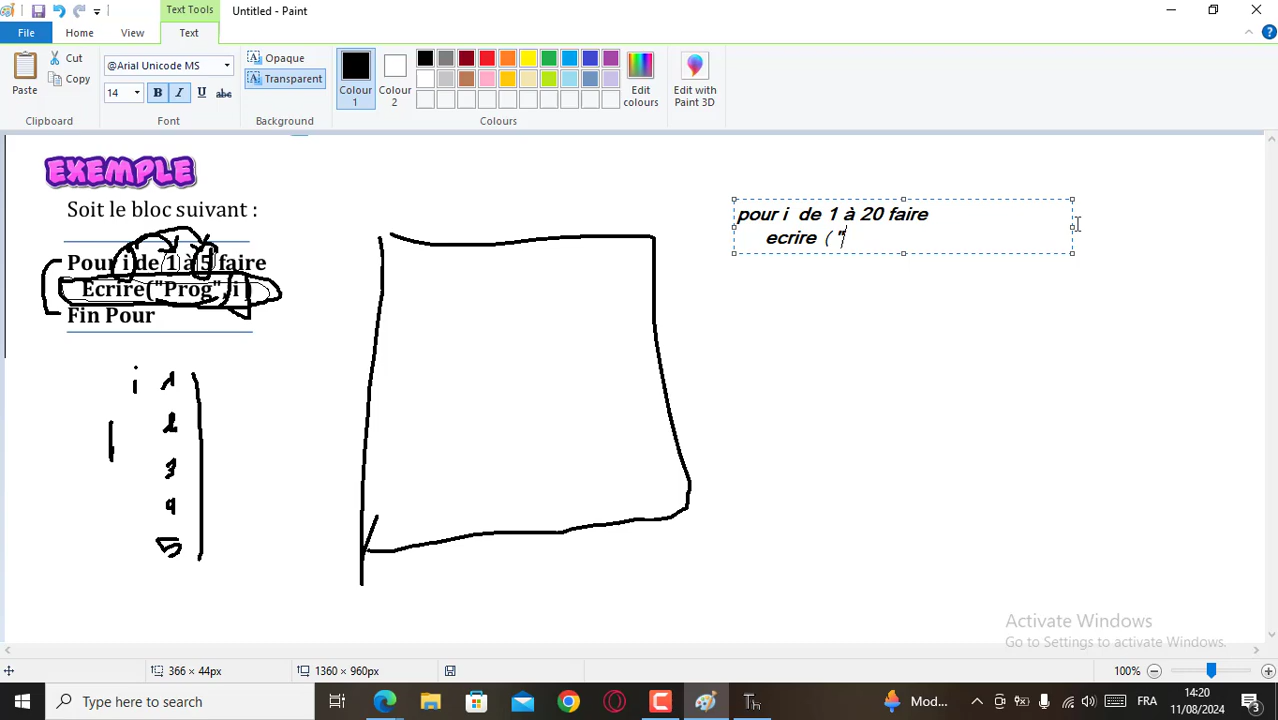 Untitled - Paint
Text Tools
File
Home
View
Text
Paste
Cut
Copy
Clipboard
@Arial Unicode MS
14
B I U abc
Font
Opaque
Transparent
Background
Colour 1
Colour 2
Colours
Edit colours
Edit with Paint 3D
EXEMPLE
Soit le bloc suivant :
Pour i de 1 à 5 faire
Ecrire("Prog", i )
Fin Pour
i 1
2
3
4
5
pour i de 1 à 20 faire
ecrire ( "
Activate Windows
Go to Settings to activate Windows.
366 × 44px
1360 × 960px
100%
Type here to search
Th
Mod...
FRA
14:20
11/08/2024
3